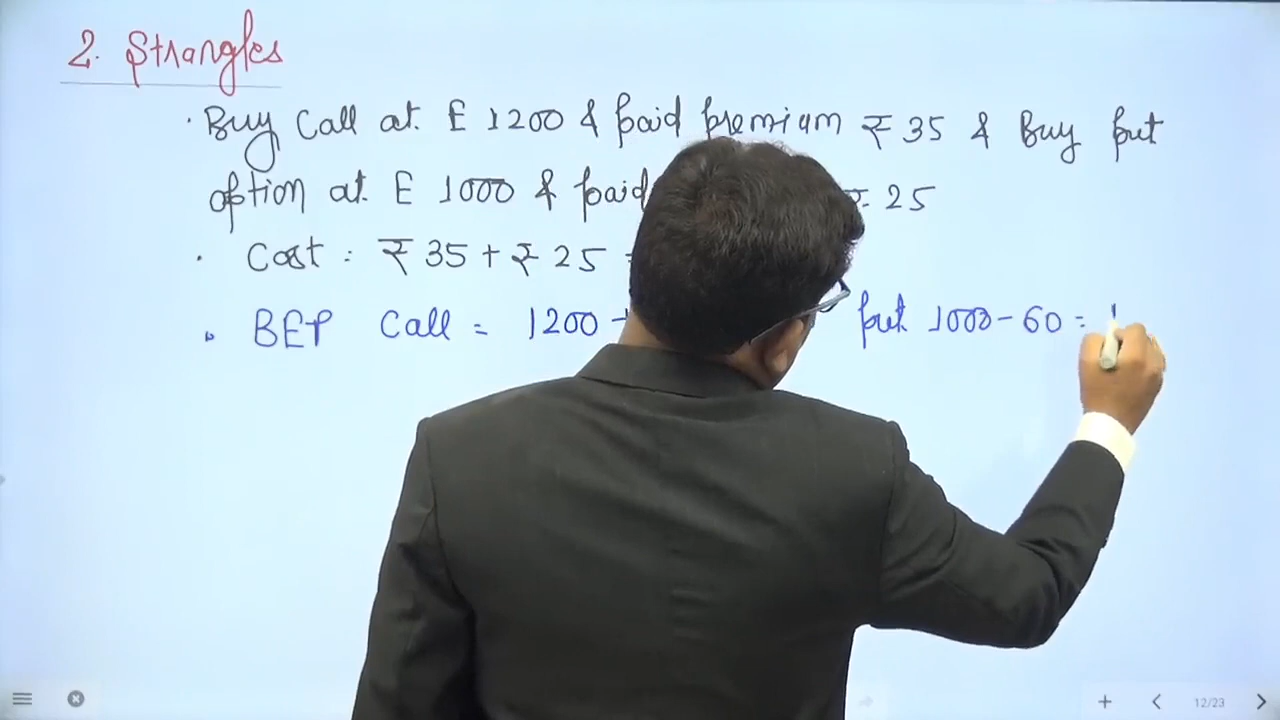 2. Strangles
· Buy Call at E 1200 & paid premium ₹ 35 & Buy put
option at E 1000 & paid 25
· Cost : ₹ 35 + ₹ 25
· BEP Call = 1200 + put 1000 - 60 =
12/23